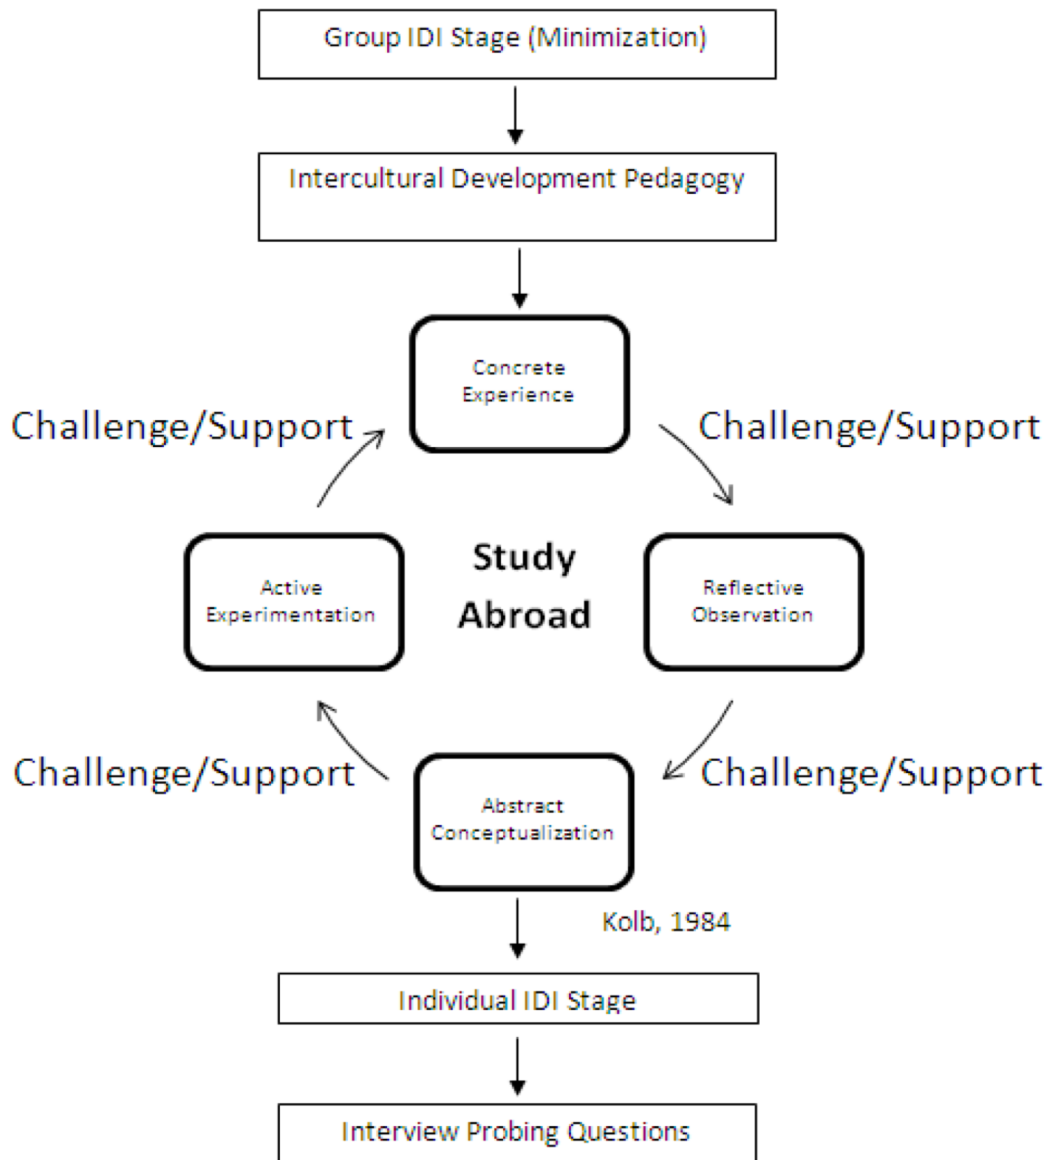 Group IDI Stage (Minimization)
Intercultural Development Pedagogy
Concrete
Experience
Challenge/Support
Challenge/Support
Active
Experimentation
Study
Abroad
Reflective
Observation
Challenge/Support
Challenge/Support
Abstract
Conceptualization
Kolb, 1984
Individual IDI Stage
Interview Probing Questions